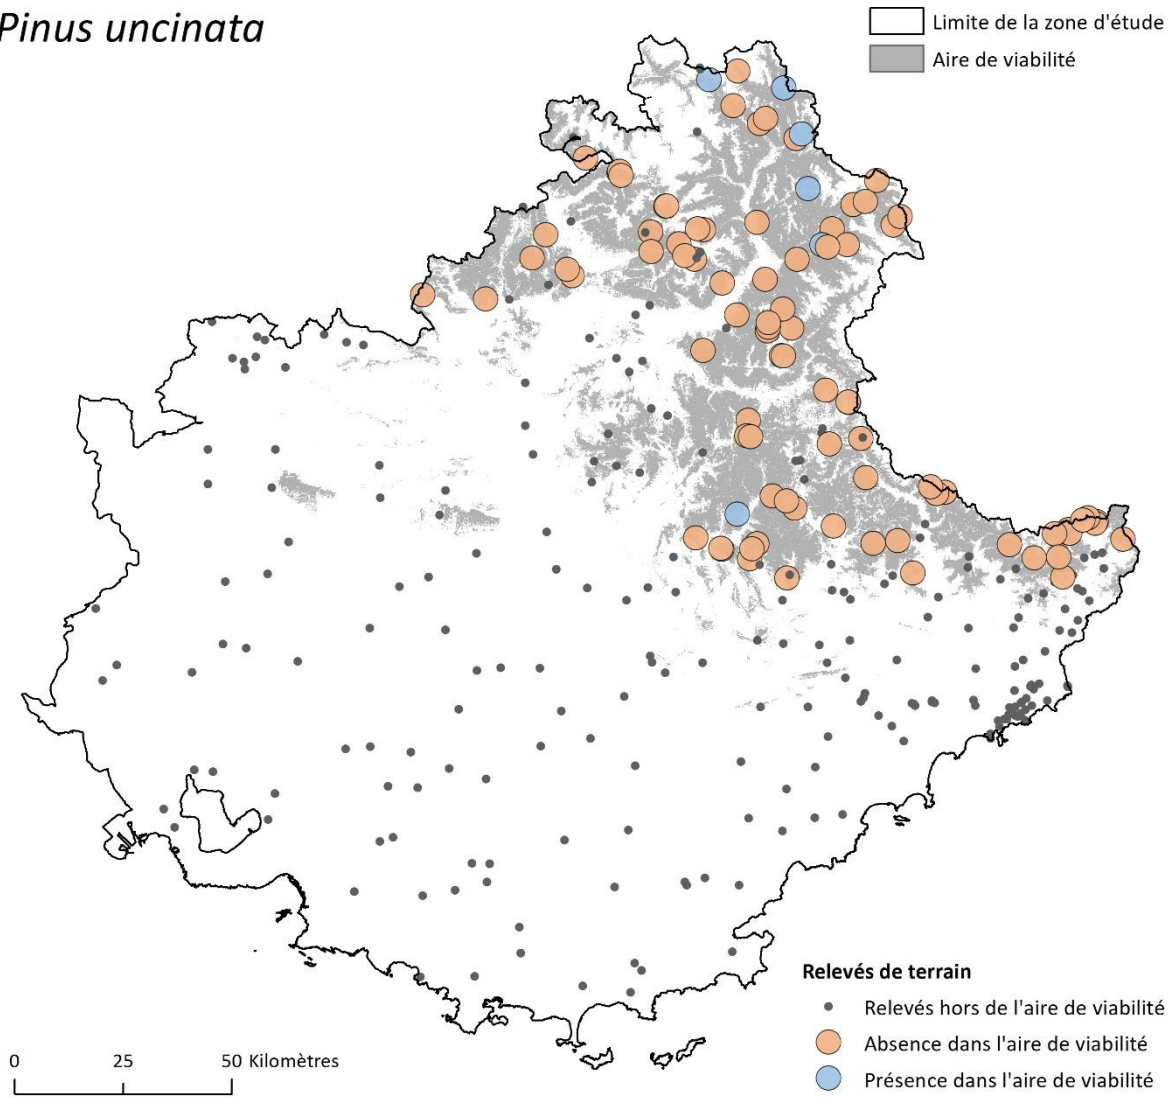 Pinus uncinata
Limite de la zone d'étude
Aire de viabilité
Relevés de terrain
Relevés hors de l'aire de viabilité
Absence dans l'aire de viabilité
Présence dans l'aire de viabilité
0 25 50 Kilomètres